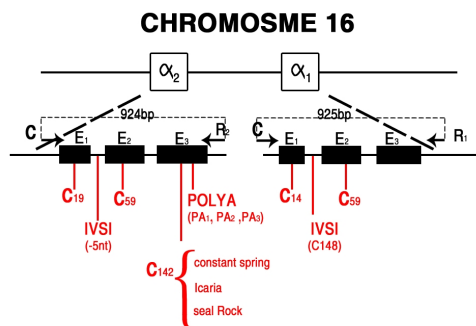 CHROMOSME 16
α2 α1
924bp 925bp
C R2 C R1
E1 E2 E3 E1 E2 E3
C19 C59 POLYA C14 C59
(PA1, PA2 ,PA3)
IVSI IVSI
(-5nt) (C148)
C142 constant spring
Icaria
seal Rock